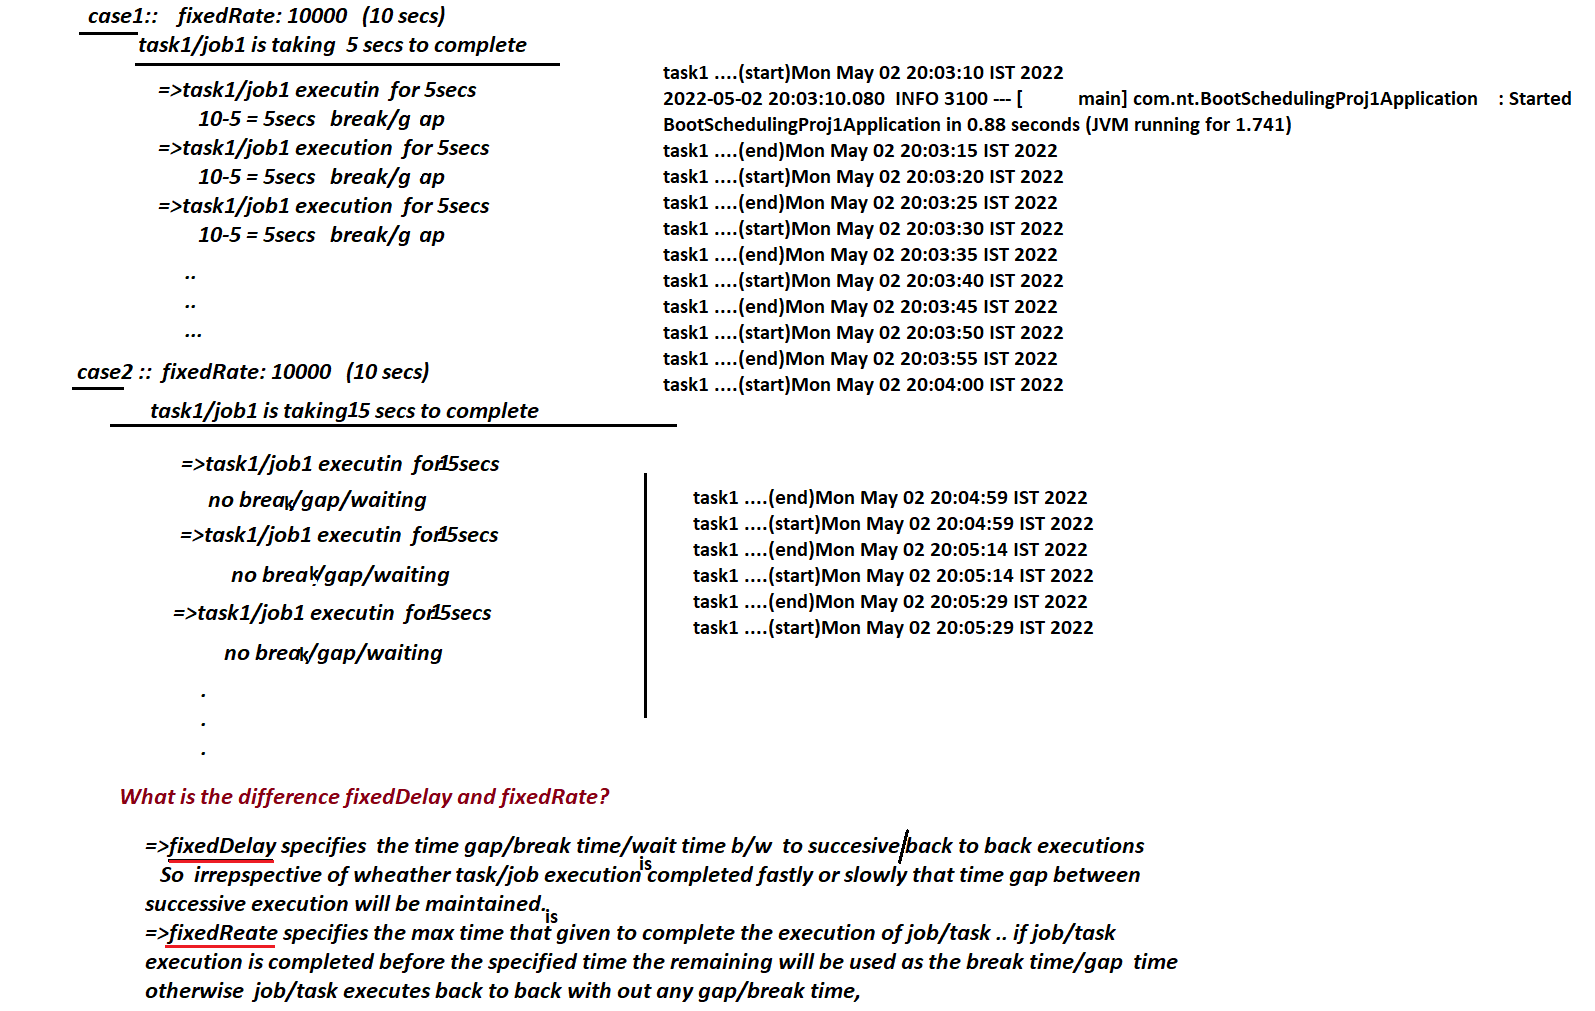 case1:: fixedRate: 10000 (10 secs)
task1/job1 is taking 5 secs to complete
=>task1/job1 executin for 5secs
10-5 = 5secs break/g ap
=>task1/job1 execution for 5secs
10-5 = 5secs break/g ap
=>task1/job1 execution for 5secs
10-5 = 5secs break/g ap
..
..
...
task1 ....(start)Mon May 02 20:03:10 IST 2022
2022-05-02 20:03:10.080 INFO 3100 --- [ main] com.nt.BootSchedulingProj1Application : Started
BootSchedulingProj1Application in 0.88 seconds (JVM running for 1.741)
task1 ....(end)Mon May 02 20:03:15 IST 2022
task1 ....(start)Mon May 02 20:03:20 IST 2022
task1 ....(end)Mon May 02 20:03:25 IST 2022
task1 ....(start)Mon May 02 20:03:30 IST 2022
task1 ....(end)Mon May 02 20:03:35 IST 2022
task1 ....(start)Mon May 02 20:03:40 IST 2022
task1 ....(end)Mon May 02 20:03:45 IST 2022
task1 ....(start)Mon May 02 20:03:50 IST 2022
task1 ....(end)Mon May 02 20:03:55 IST 2022
task1 ....(start)Mon May 02 20:04:00 IST 2022
case2 :: fixedRate: 10000 (10 secs)
task1/job1 is taking15 secs to complete
=>task1/job1 executin for15secs
no break/gap/waiting
=>task1/job1 executin for15secs
no break/gap/waiting
=>task1/job1 executin for15secs
no break/gap/waiting
.
.
.
task1 ....(end)Mon May 02 20:04:59 IST 2022
task1 ....(start)Mon May 02 20:04:59 IST 2022
task1 ....(end)Mon May 02 20:05:14 IST 2022
task1 ....(start)Mon May 02 20:05:14 IST 2022
task1 ....(end)Mon May 02 20:05:29 IST 2022
task1 ....(start)Mon May 02 20:05:29 IST 2022
What is the difference fixedDelay and fixedRate?
=>fixedDelay specifies the time gap/break time/wait time b/w to succesive/back to back executions
So irrepspective of wheather task/job execution is completed fastly or slowly that time gap between
successive execution will be maintained.
=>fixedReate specifies the max time that is given to complete the execution of job/task .. if job/task
execution is completed before the specified time the remaining will be used as the break time/gap time
otherwise job/task executes back to back with out any gap/break time,